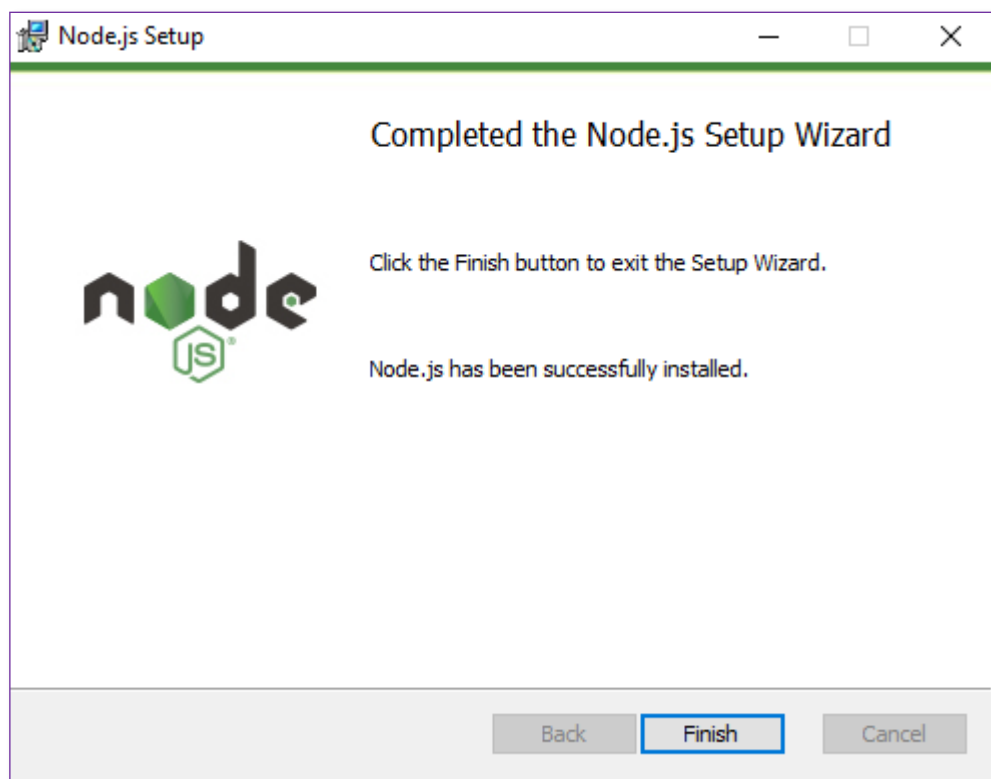 Node.js Setup
Completed the Node.js Setup Wizard
Click the Finish button to exit the Setup Wizard.
node
JS®
Node.js has been successfully installed.
Back Finish Cancel